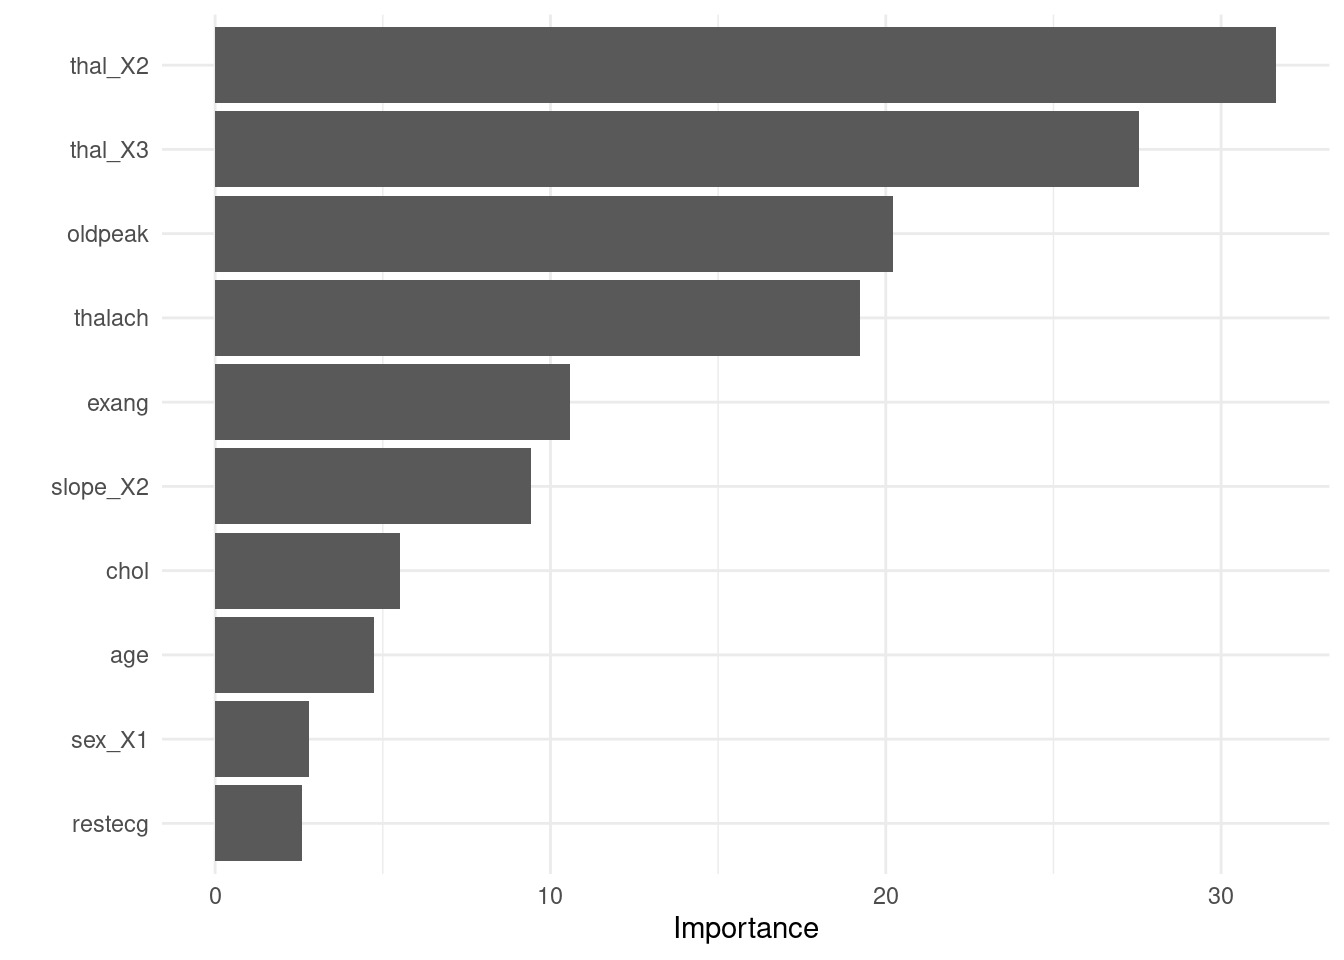 thal_X2
thal_X3
oldpeak
thalach
exang
slope_X2
chol
age
sex_X1
restecg
0 10 20 30
Importance